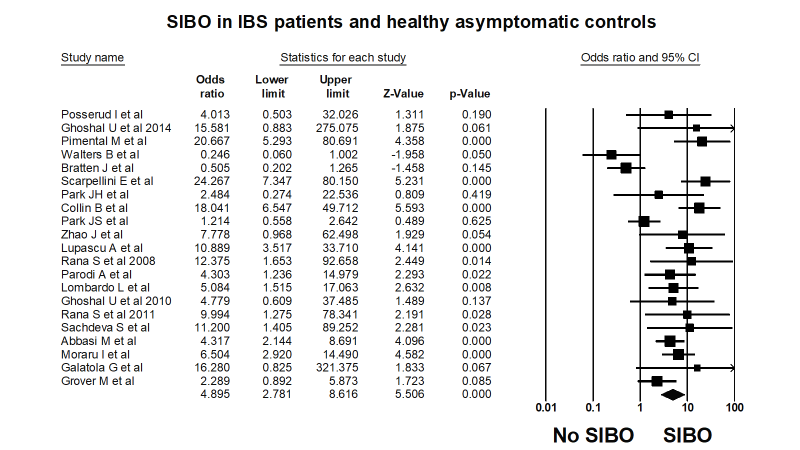 SIBO in IBS patients and healthy asymptomatic controls
Study name Statistics for each study Odds ratio and 95% CI
Odds ratio Lower limit Upper limit Z-Value p-Value
Posserud I et al 4.013 0.503 32.026 1.311 0.190
Ghoshal U et al 2014 15.581 0.883 275.075 1.875 0.061
Pimental M et al 20.667 5.293 80.691 4.358 0.000
Walters B et al 0.246 0.060 1.002 -1.958 0.050
Bratten J et al 0.505 0.202 1.265 -1.458 0.145
Scarpellini E et al 24.267 7.347 80.150 5.231 0.000
Park JH et al 2.484 0.274 22.536 0.809 0.419
Collin B et al 18.041 6.547 49.712 5.593 0.000
Park JS et al 1.214 0.558 2.642 0.489 0.625
Zhao J et al 7.778 0.968 62.498 1.929 0.054
Lupascu A et al 10.889 3.517 33.710 4.141 0.000
Rana S et al 2008 12.375 1.653 92.658 2.449 0.014
Parodi A et al 4.303 1.236 14.979 2.293 0.022
Lombardo L et al 5.084 1.515 17.063 2.632 0.008
Ghoshal U et al 2010 4.779 0.609 37.485 1.489 0.137
Rana S et al 2011 9.994 1.275 78.341 2.191 0.028
Sachdeva S et al 11.200 1.405 89.252 2.281 0.023
Abbasi M et al 4.317 2.144 8.691 4.096 0.000
Moraru I et al 6.504 2.920 14.490 4.582 0.000
Galatola G et al 16.280 0.825 321.375 1.833 0.067
Grover M et al 2.289 0.892 5.873 1.723 0.085
4.895 2.781 8.616 5.506 0.000
0.01 0.1 1 10 100
No SIBO SIBO